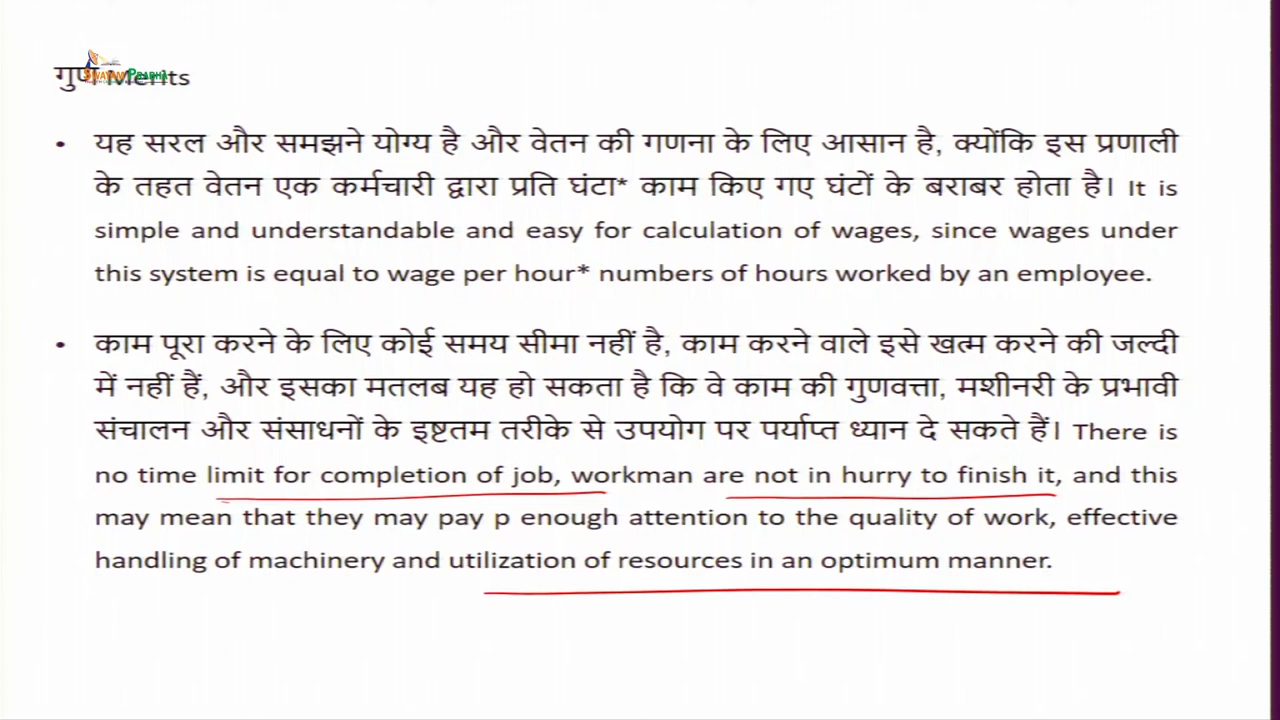 गुण Merits
SWAYAM PRABHA
• यह सरल और समझने योग्य है और वेतन की गणना के लिए आसान है, क्योंकि इस प्रणाली
के तहत वेतन एक कर्मचारी द्वारा प्रति घंटा* काम किए गए घंटों के बराबर होता है। It is
simple and understandable and easy for calculation of wages, since wages under
this system is equal to wage per hour* numbers of hours worked by an employee.
• काम पूरा करने के लिए कोई समय सीमा नहीं है, काम करने वाले इसे खत्म करने की जल्दी
में नहीं हैं, और इसका मतलब यह हो सकता है कि वे काम की गुणवत्ता, मशीनरी के प्रभावी
संचालन और संसाधनों के इष्टतम तरीके से उपयोग पर पर्याप्त ध्यान दे सकते हैं। There is
no time limit for completion of job, workman are not in hurry to finish it, and this
may mean that they may pay p enough attention to the quality of work, effective
handling of machinery and utilization of resources in an optimum manner.